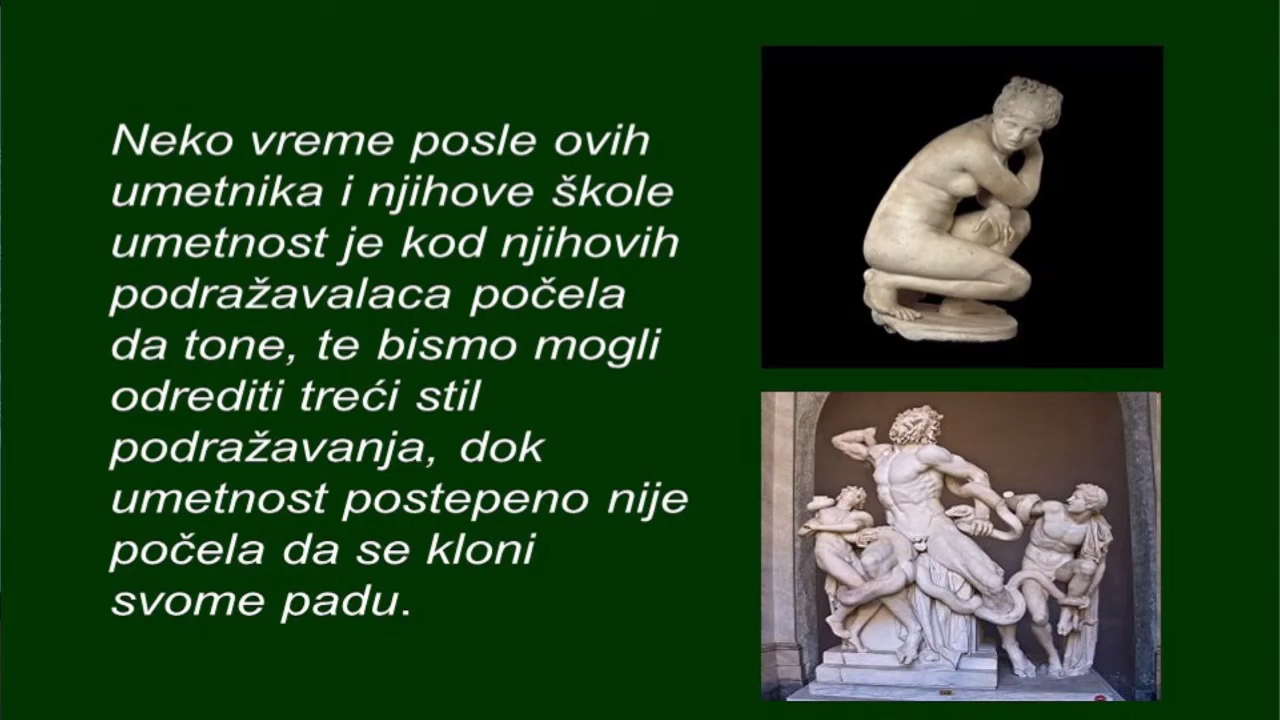 Neko vreme posle ovih
umetnika i njihove škole
umetnost je kod njihovih
podražavalaca počela
da tone, te bismo mogli
odrediti treći stil
podražavanja, dok
umetnost postepeno nije
počela da se kloni
svome padu.